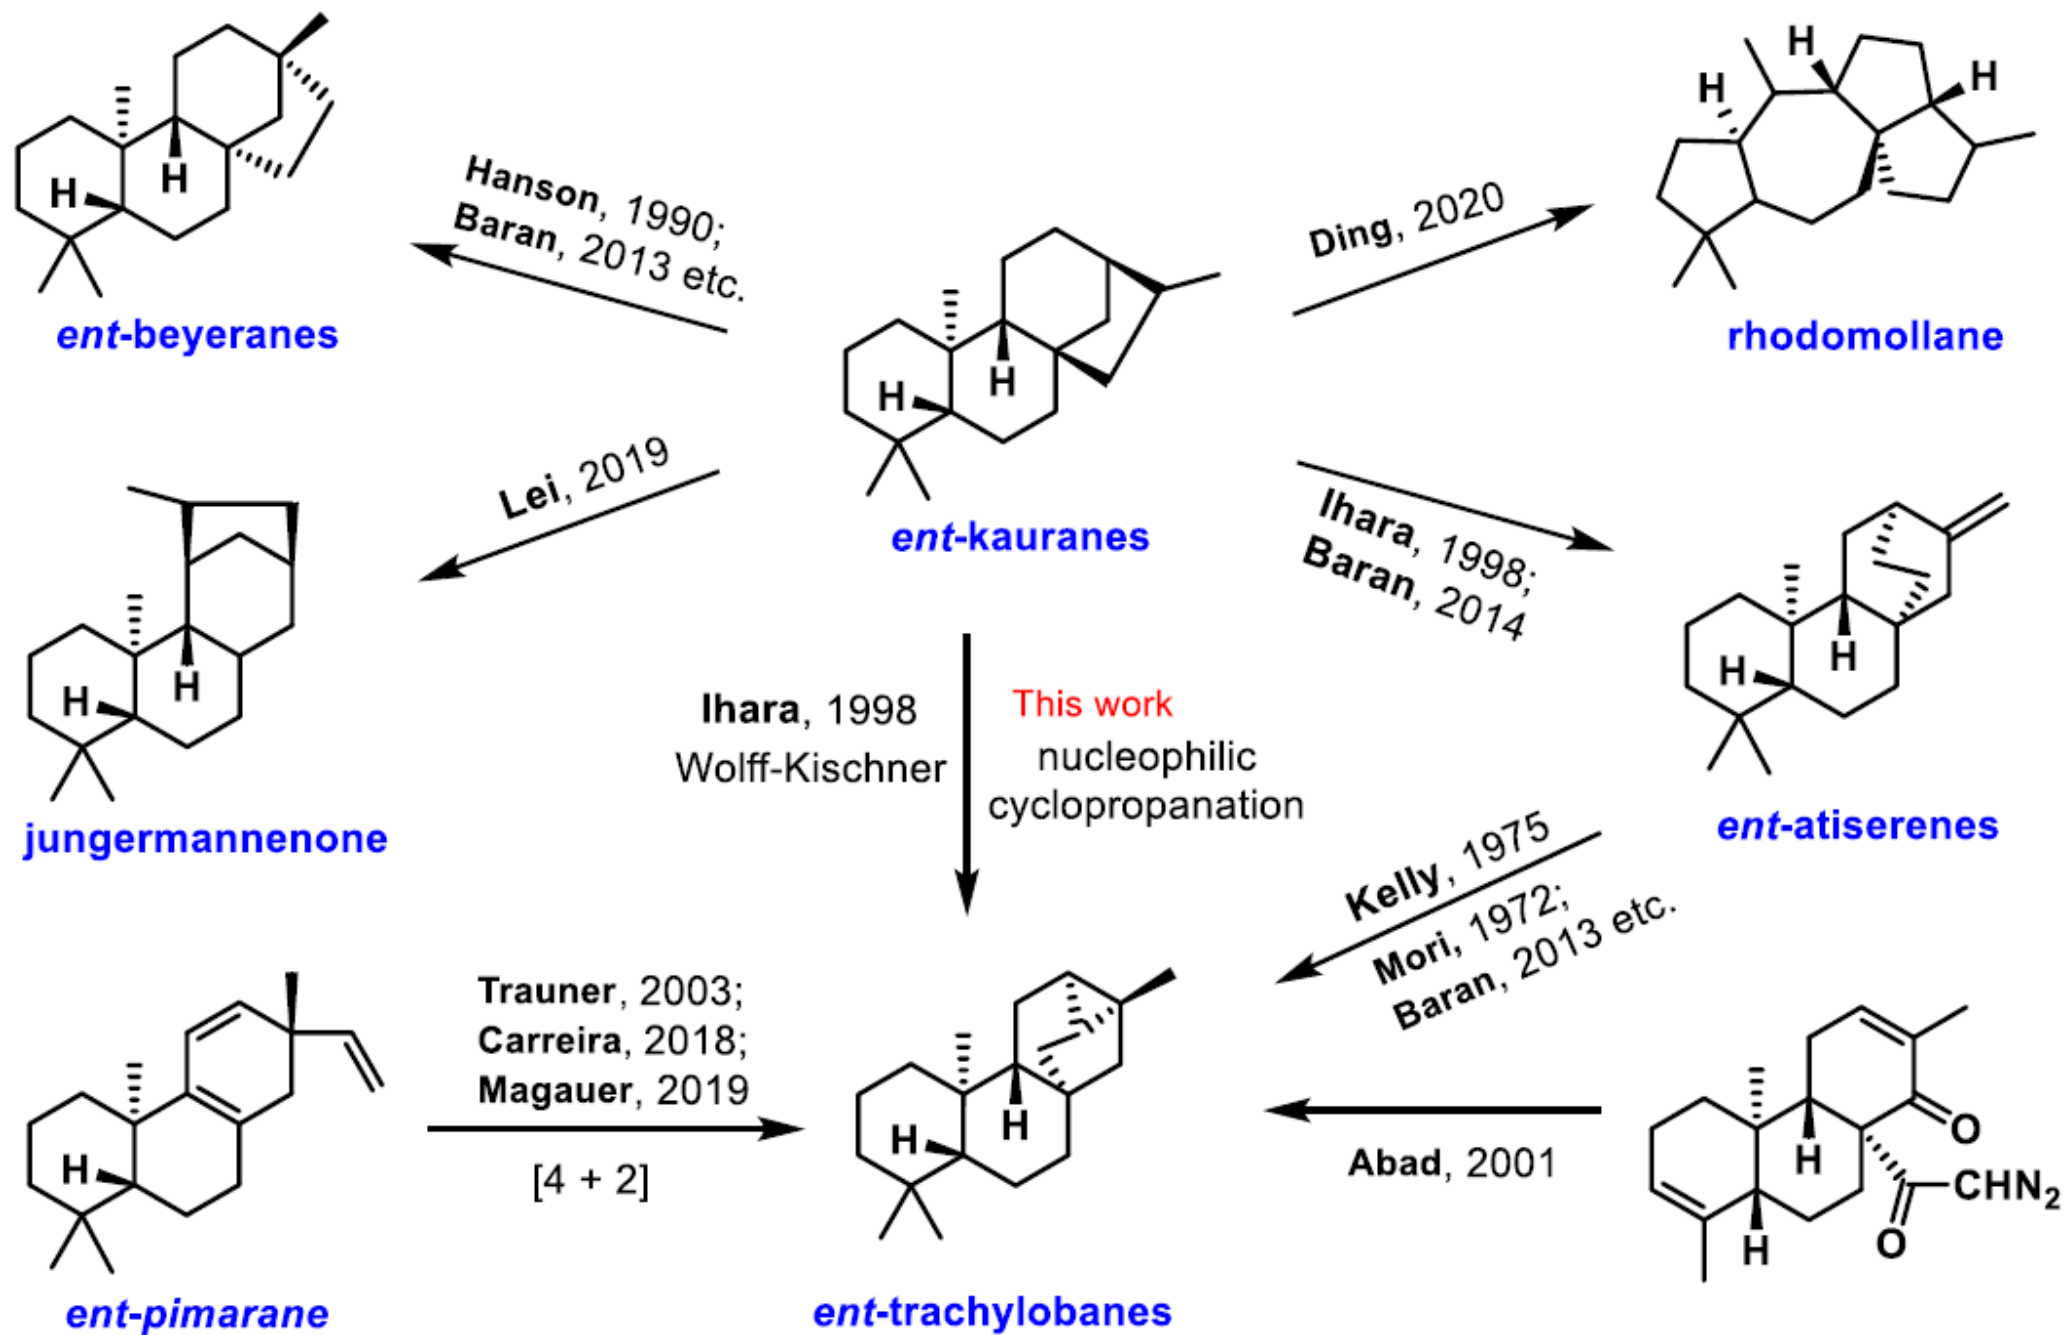 H
H
Hanson, 1990;
Baran, 2013 etc.
ent-beyeranes
H
H
ent-kauranes
Ding, 2020
H
H
H
rhodomollane
Lei, 2019
H
H
jungermannenone
Ihara, 1998
Wolff-Kischner
This work
nucleophilic
cyclopropanation
Ihara, 1998;
Baran, 2014
H
H
ent-atiserenes
Kelly, 1975
Mori, 1972;
Baran, 2013 etc.
H
ent-pimarane
Trauner, 2003;
Carreira, 2018;
Magauer, 2019
[4 + 2]
H
H
ent-trachylobanes
Abad, 2001
H
H
O
O
CHN2